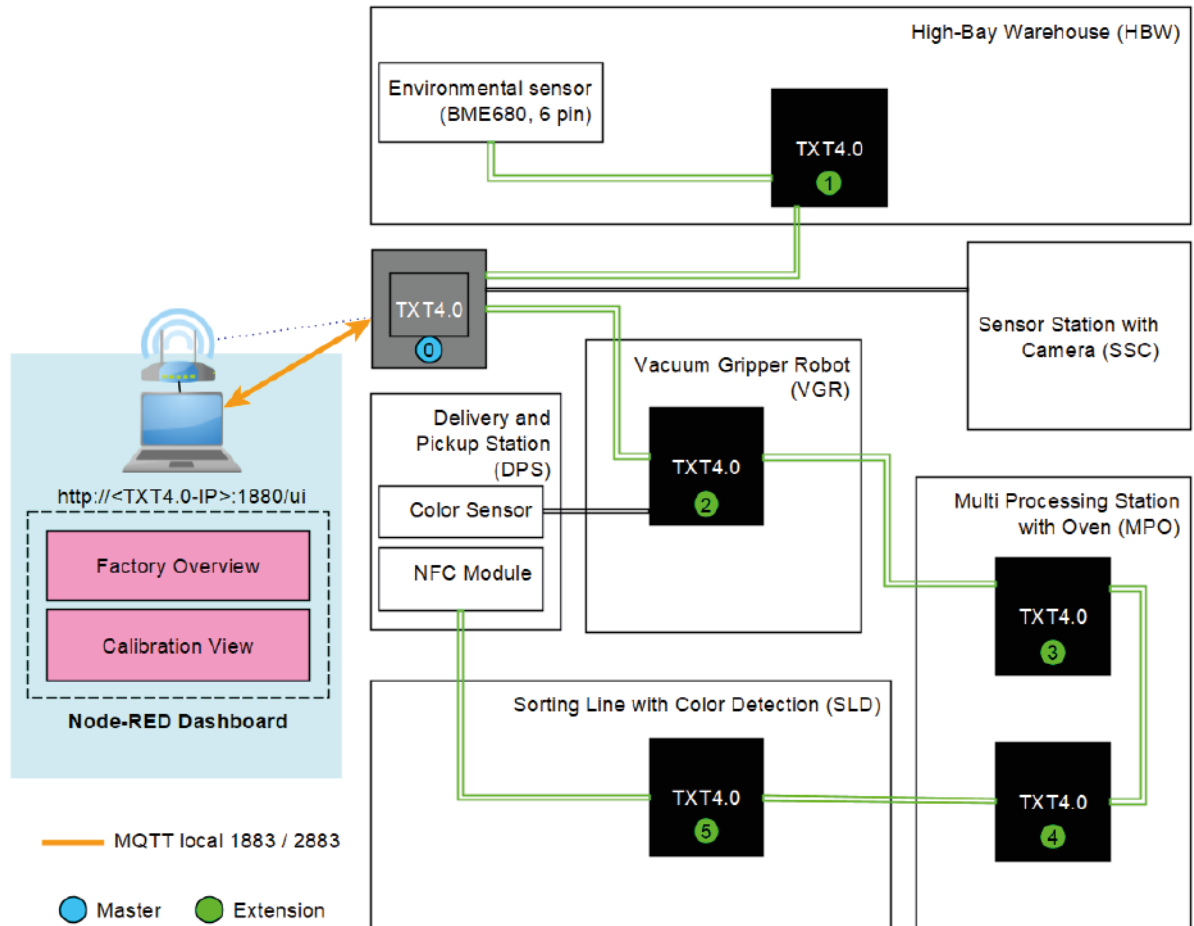 High-Bay Warehouse (HBW)
Environmental sensor
(BME680, 6 pin)
TXT4.0
1
TXT4.0
0
Sensor Station with
Camera (SSC)
Vacuum Gripper Robot
(VGR)
TXT4.0
2
Delivery and
Pickup Station
(DPS)
Color Sensor
NFC Module
Multi Processing Station
with Oven (MPO)
TXT4.0
3
TXT4.0
4
Sorting Line with Color Detection (SLD)
TXT4.0
5
http://<TXT4.0-IP>:1880/ui
Factory Overview
Calibration View
Node-RED Dashboard
MQTT local 1883 / 2883
Master
Extension